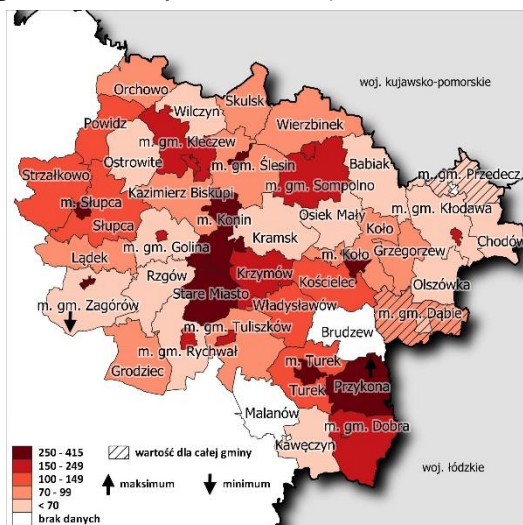 woj. kujawsko-pomorskie
Orchowo
Skulsk
Wilczyn
Wierzbinek
Powidz
m. gm. Kleczew
Ostrowite
m. gm. Ślesin
Babiak
m. gm. Przedecz
Strzałkowo
m. gm. Sompolno
m. Słupca
Kazimierz Biskupi
m. gm. Kłodawa
Osiek Mały
Słupca
m. Konin
Koło
Chodów
m. gm. Golina
Kramsk
m. Koło
Grzegorzew
Lądek
Rzgów
Krzymów
Kościelec
Olszówka
Stare Miasto
m. gm. Zagórów
Władysławów
m. gm. Dąbie
m. gm. Tuliszków
Brudzew
m. gm. Rychwał
m. Turek
Grodziec
Turek
Przykona
Malanów
m. gm. Dobra
Kawęczyn
250 - 415
150 - 249
100 - 149
70 - 99
< 70
brak danych
wartość dla całej gminy
maksimum
minimum
woj. łódzkie